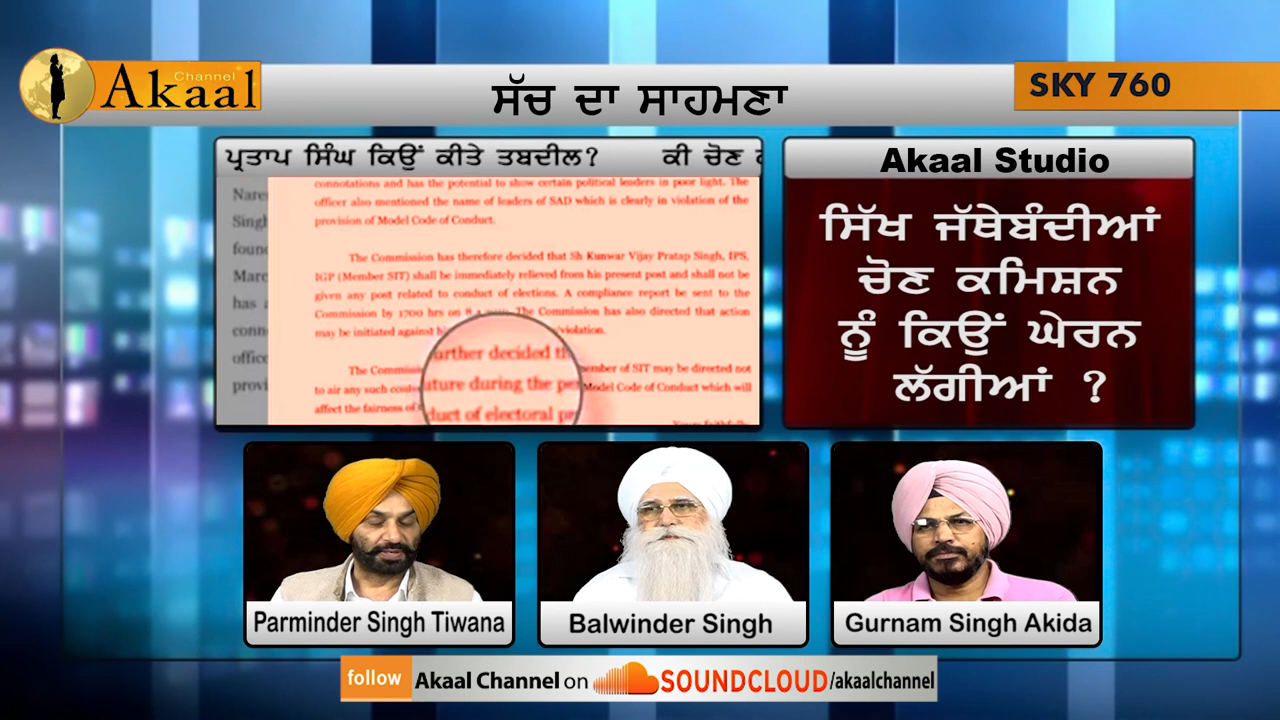 Channel
Akaal
ਸੱਚ ਦਾ ਸਾਹਮਣਾ
SKY 760
ਪ੍ਰਤਾਪ ਸਿੰਘ ਕਿਉਂ ਕੀਤੇ ਤਬਦੀਲ? ਕੀ ਚੋਣ
connotations and has the potential to show certain political leaders in poor light. The
officer also mentioned the name of leaders of SAD which is clearly in violation of the
provision of Model Code of Conduct.
The Commission has therefore decided that Sh Kunwar Vijay Pratap Singh, IPS,
IGP (Member SIT) shall be immediately relieved from his present post and shall not be
given any post related to conduct of elections. A compliance report be sent to the
Commission by 1700 hrs on 8 The Commission has also directed that action
may be initiated against violation.
urther decided th
The Commis member of SIT may be directed not
ature during the per
to air any such Model Code of Conduct which will
affect the fairness of
duct of electoral pr
Akaal Studio
ਸਿੱਖ ਜੱਥੇਬੰਦੀਆਂ
ਚੋਣ ਕਮਿਸ਼ਨ
ਨੂੰ ਕਿਉਂ ਘੇਰਨ
ਲੱਗੀਆਂ ?
Parminder Singh Tiwana
Balwinder Singh
Gurnam Singh Akida
follow Akaal Channel on SOUNDCLOUD/akaalchannel